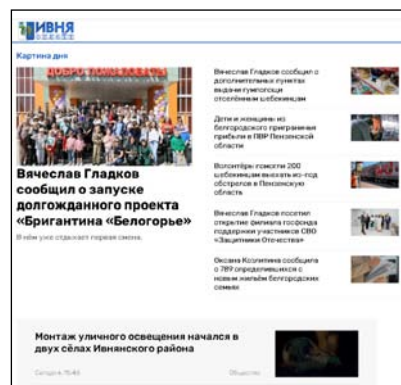 ИВНЯ
Картина дня
ДОБРО ПОЖАЛОВАТЬ
Вячеслав Гладков
сообщил о запуске
долгожданного проекта
«Бригантина «Белогорье»
В нём уже отдыхает первая смена.
Вячеслав Гладков сообщил о
дополнительных пунктах
выдачи гумпомощи
отселённым шебекинцам
Дети и женщины из
белгородского приграничья
прибыли в ПВР Пензенской
области
Волонтёры помогли 200
шебекинцам выехать из-под
обстрелов в Пензенскую
область
Вячеслав Гладков посетил
открытие филиала госфонда
поддержки участников СВО
«Защитники Отечества»
Оксана Козлитина сообщила
о 789 определившихся с
новым жильём белгородских
семьях
Монтаж уличного освещения начался в
двух сёлах Ивнянского района
Сегодня, 15:45
Общество